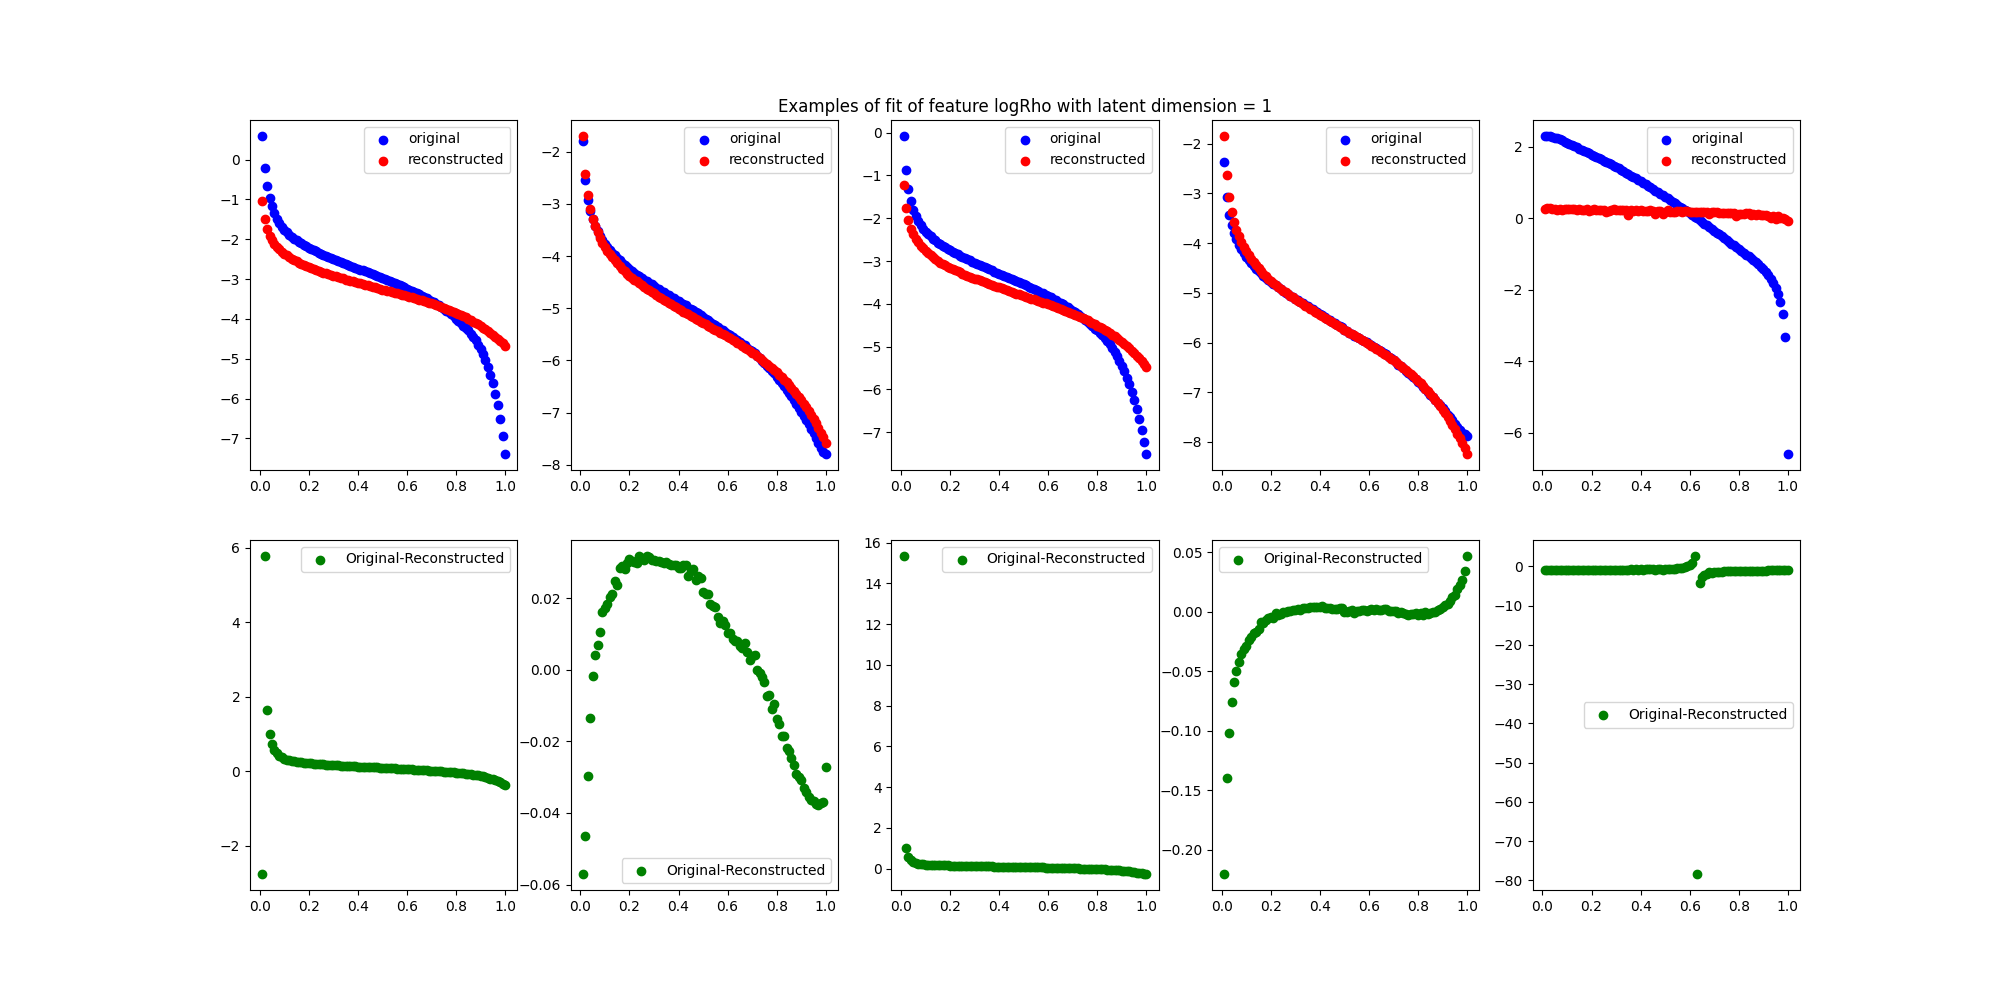 Examples of fit of feature logRho with latent dimension = 1
original
reconstructed
0
−1
−2
−3
−4
−5
−6
−7
0.0 0.2 0.4 0.6 0.8 1.0
original
reconstructed
−2
−3
−4
−5
−6
−7
−8
0.0 0.2 0.4 0.6 0.8 1.0
original
reconstructed
0
−1
−2
−3
−4
−5
−6
−7
0.0 0.2 0.4 0.6 0.8 1.0
original
reconstructed
−2
−3
−4
−5
−6
−7
−8
0.0 0.2 0.4 0.6 0.8 1.0
original
reconstructed
2
0
−2
−4
−6
0.0 0.2 0.4 0.6 0.8 1.0
Original-Reconstructed
6
4
2
0
−2
0.0 0.2 0.4 0.6 0.8 1.0
0.02
0.00
−0.02
−0.04
−0.06
Original-Reconstructed
0.0 0.2 0.4 0.6 0.8 1.0
Original-Reconstructed
16
14
12
10
8
6
4
2
0
0.0 0.2 0.4 0.6 0.8 1.0
Original-Reconstructed
0.05
0.00
−0.05
−0.10
−0.15
−0.20
0.0 0.2 0.4 0.6 0.8 1.0
0
−10
−20
−30
Original-Reconstructed
−40
−50
−60
−70
−80
0.0 0.2 0.4 0.6 0.8 1.0